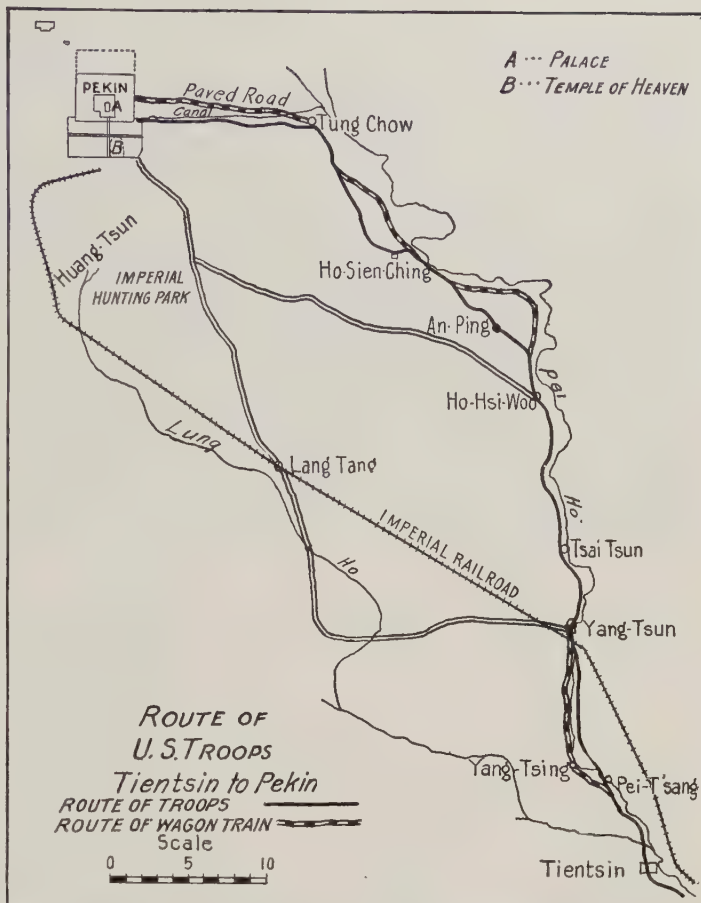 A ··· PALACE
B ··· TEMPLE OF HEAVEN
PEKIN
A
B
Paved Road
Canal
Tung Chow
Huang-Tsun
IMPERIAL
HUNTING PARK
Ho-Sien-Ching
An-Ping
Pei
Ho-Hsi-Woo
Lung
Lang Tang
Ho
IMPERIAL RAILROAD
Ho
Tsai Tsun
Yang-Tsun
ROUTE OF
U.S. TROOPS
Tientsin to Pekin
ROUTE OF TROOPS
ROUTE OF WAGON TRAIN
Scale
0 5 10
Yang-Tsing
Pei-T'sang
Tientsin